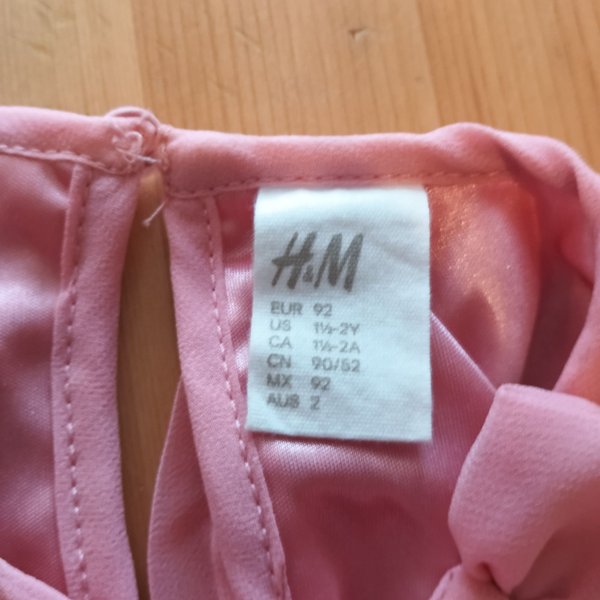 H&M
EUR 92
US 1½-2Y
CA 1½-2A
CN 90/52
MX 92
AUS 2